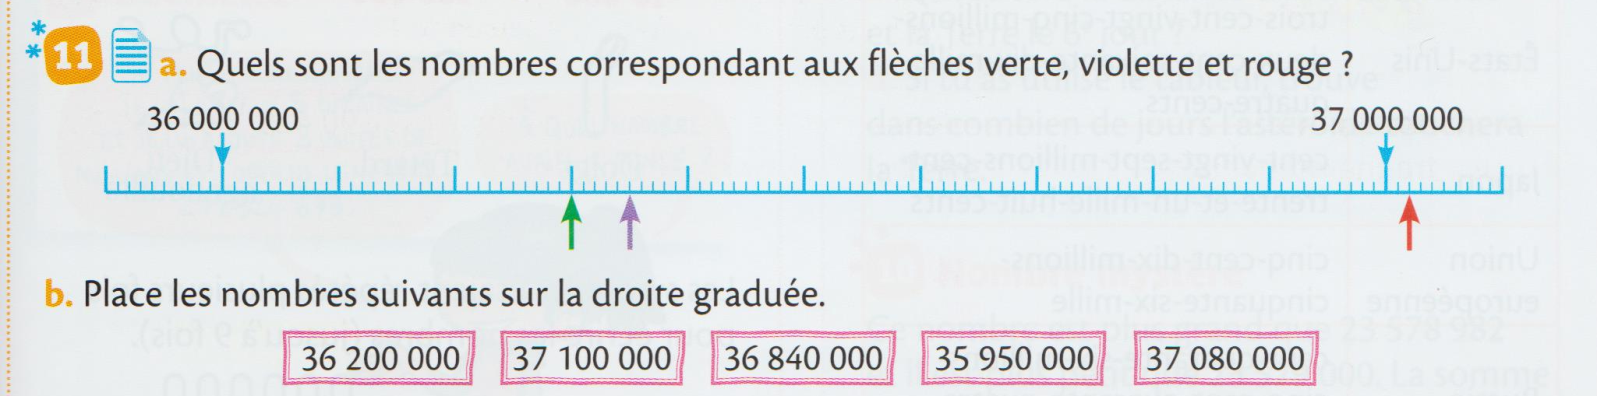 11 a. Quels sont les nombres correspondant aux flèches verte, violette et rouge ?
36 000 000 37 000 000
b. Place les nombres suivants sur la droite graduée.
36 200 000 37 100 000 36 840 000 35 950 000 37 080 000